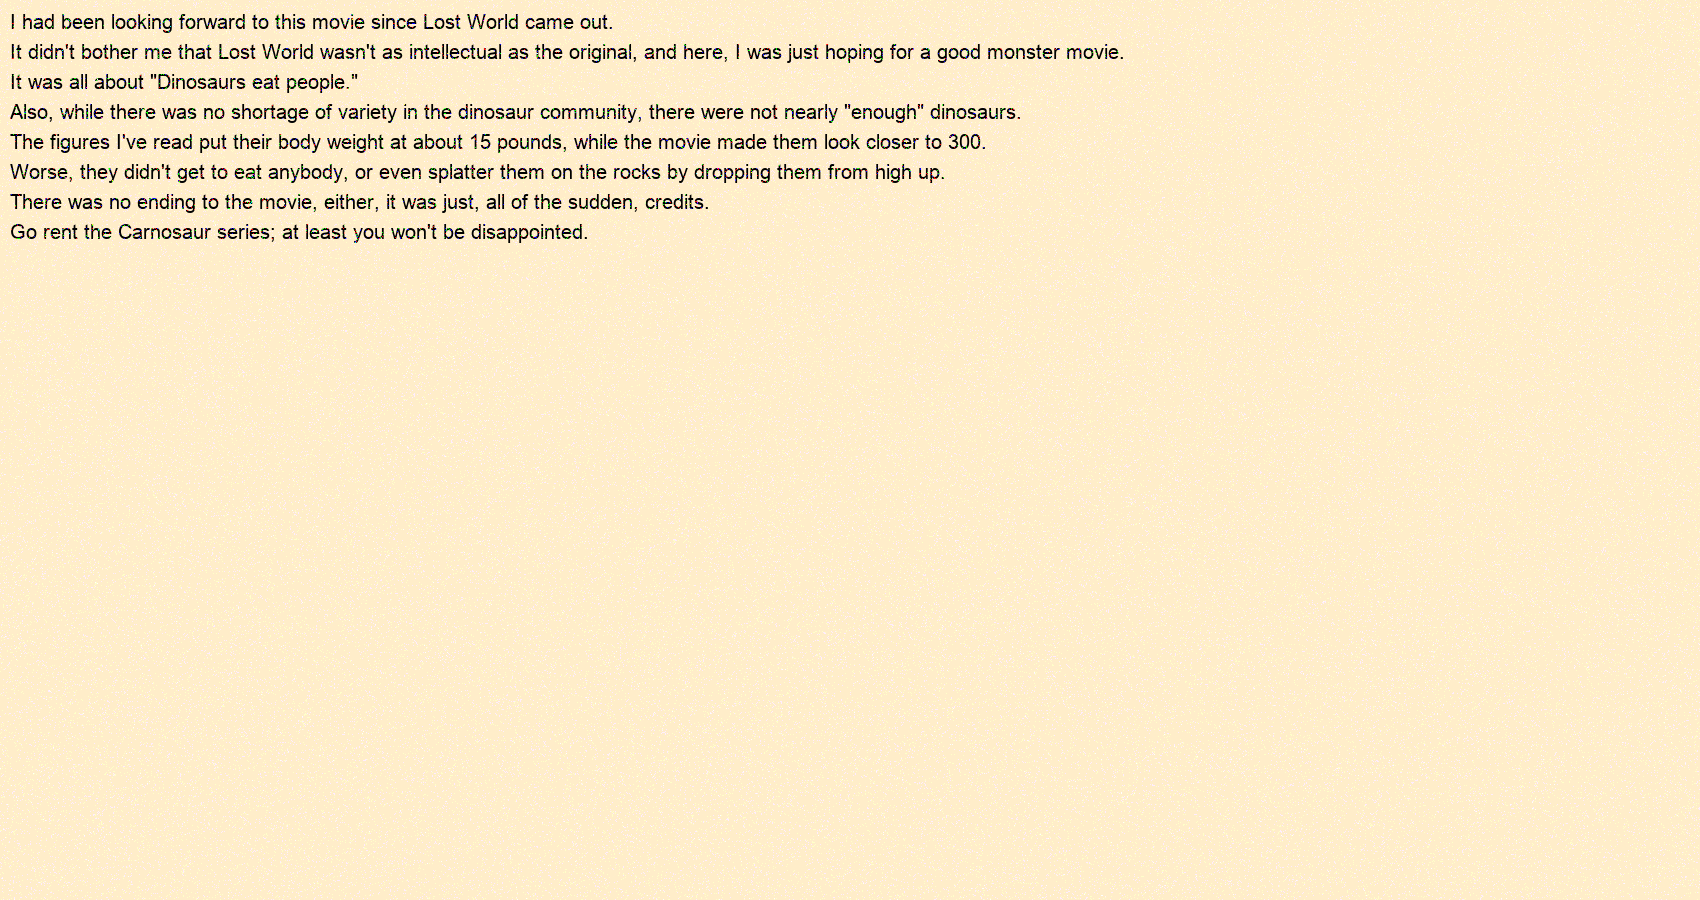 I had been looking forward to this movie since Lost World came out.
It didn't bother me that Lost World wasn't as intellectual as the original, and here, I was just hoping for a good monster movie.
It was all about "Dinosaurs eat people."
Also, while there was no shortage of variety in the dinosaur community, there were not nearly "enough" dinosaurs.
The figures I've read put their body weight at about 15 pounds, while the movie made them look closer to 300.
Worse, they didn't get to eat anybody, or even splatter them on the rocks by dropping them from high up.
There was no ending to the movie, either, it was just, all of the sudden, credits.
Go rent the Carnosaur series; at least you won't be disappointed.